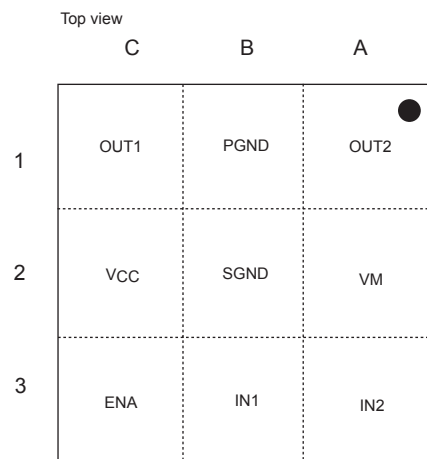 Top view
C B A
1 OUT1 PGND OUT2
2 VCC SGND VM
3 ENA IN1 IN2